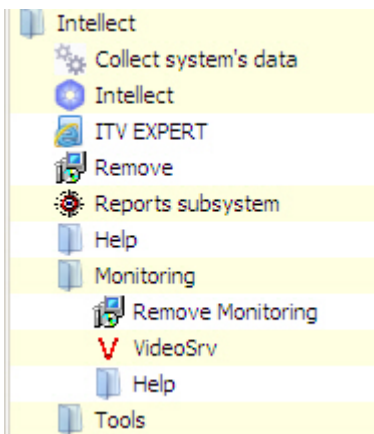 Intellect
Collect system's data
Intellect
ITV EXPERT
Remove
Reports subsystem
Help
Monitoring
Remove Monitoring
VideoSrv
Help
Tools